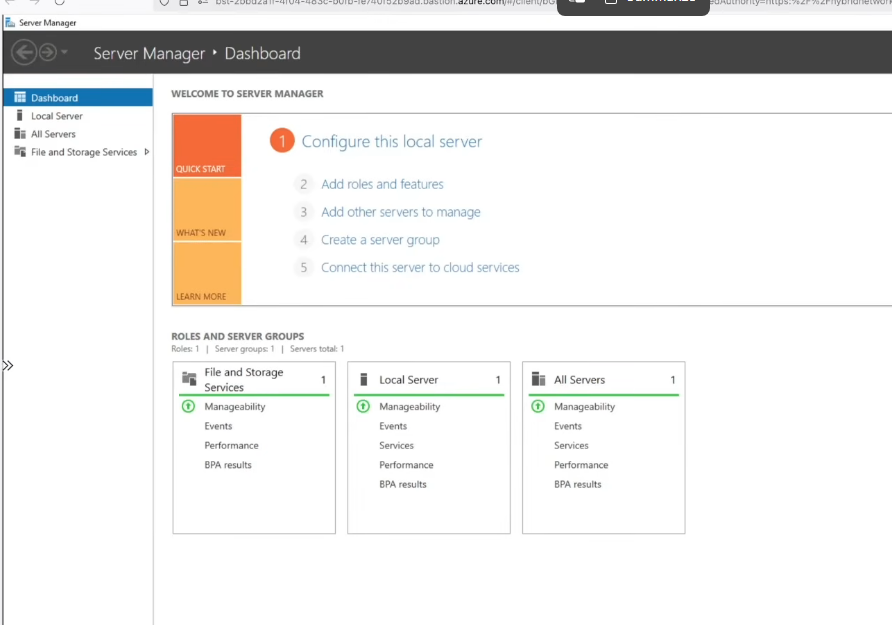 Server Manager
Server Manager ‣ Dashboard
Dashboard
Local Server
All Servers
File and Storage Services
WELCOME TO SERVER MANAGER
QUICK START
WHAT'S NEW
LEARN MORE
1 Configure this local server
2 Add roles and features
3 Add other servers to manage
4 Create a server group
5 Connect this server to cloud services
ROLES AND SERVER GROUPS
Roles: 1 | Server groups: 1 | Servers total: 1
File and Storage Services 1
Manageability
Events
Performance
BPA results
Local Server 1
Manageability
Events
Services
Performance
BPA results
All Servers 1
Manageability
Events
Services
Performance
BPA results